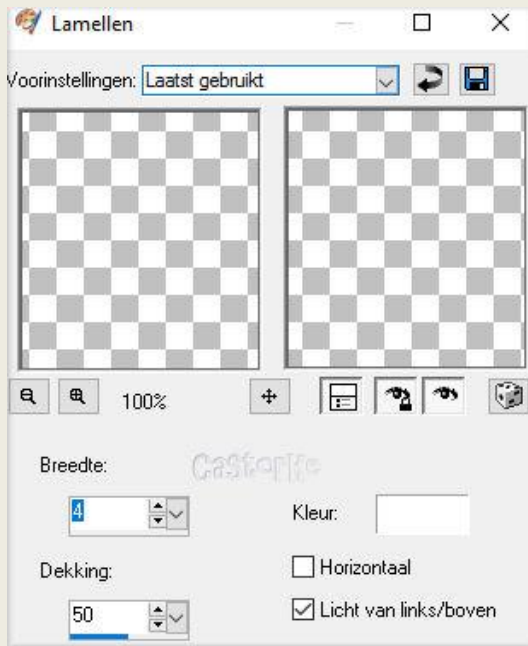 Lamellen
Voorinstellingen: Laatst gebruikt
100%
Breedte:
4
Kleur:
Dekking:
50
Horizontaal
Licht van links/boven